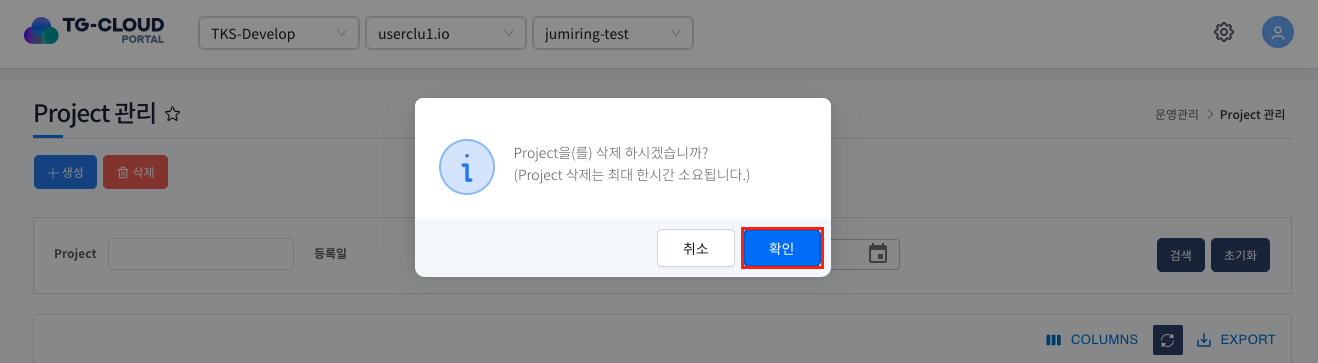 TG-CLOUD
PORTAL
TKS-Develop
userclu1.io
jumiring-test
Project 관리
운영관리 > Project 관리
+ 생성
삭제
Project을(를) 삭제 하시겠습니까?
(Project 삭제는 최대 한시간 소요됩니다.)
취소
확인
Project
등록일
검색
초기화
COLUMNS
EXPORT